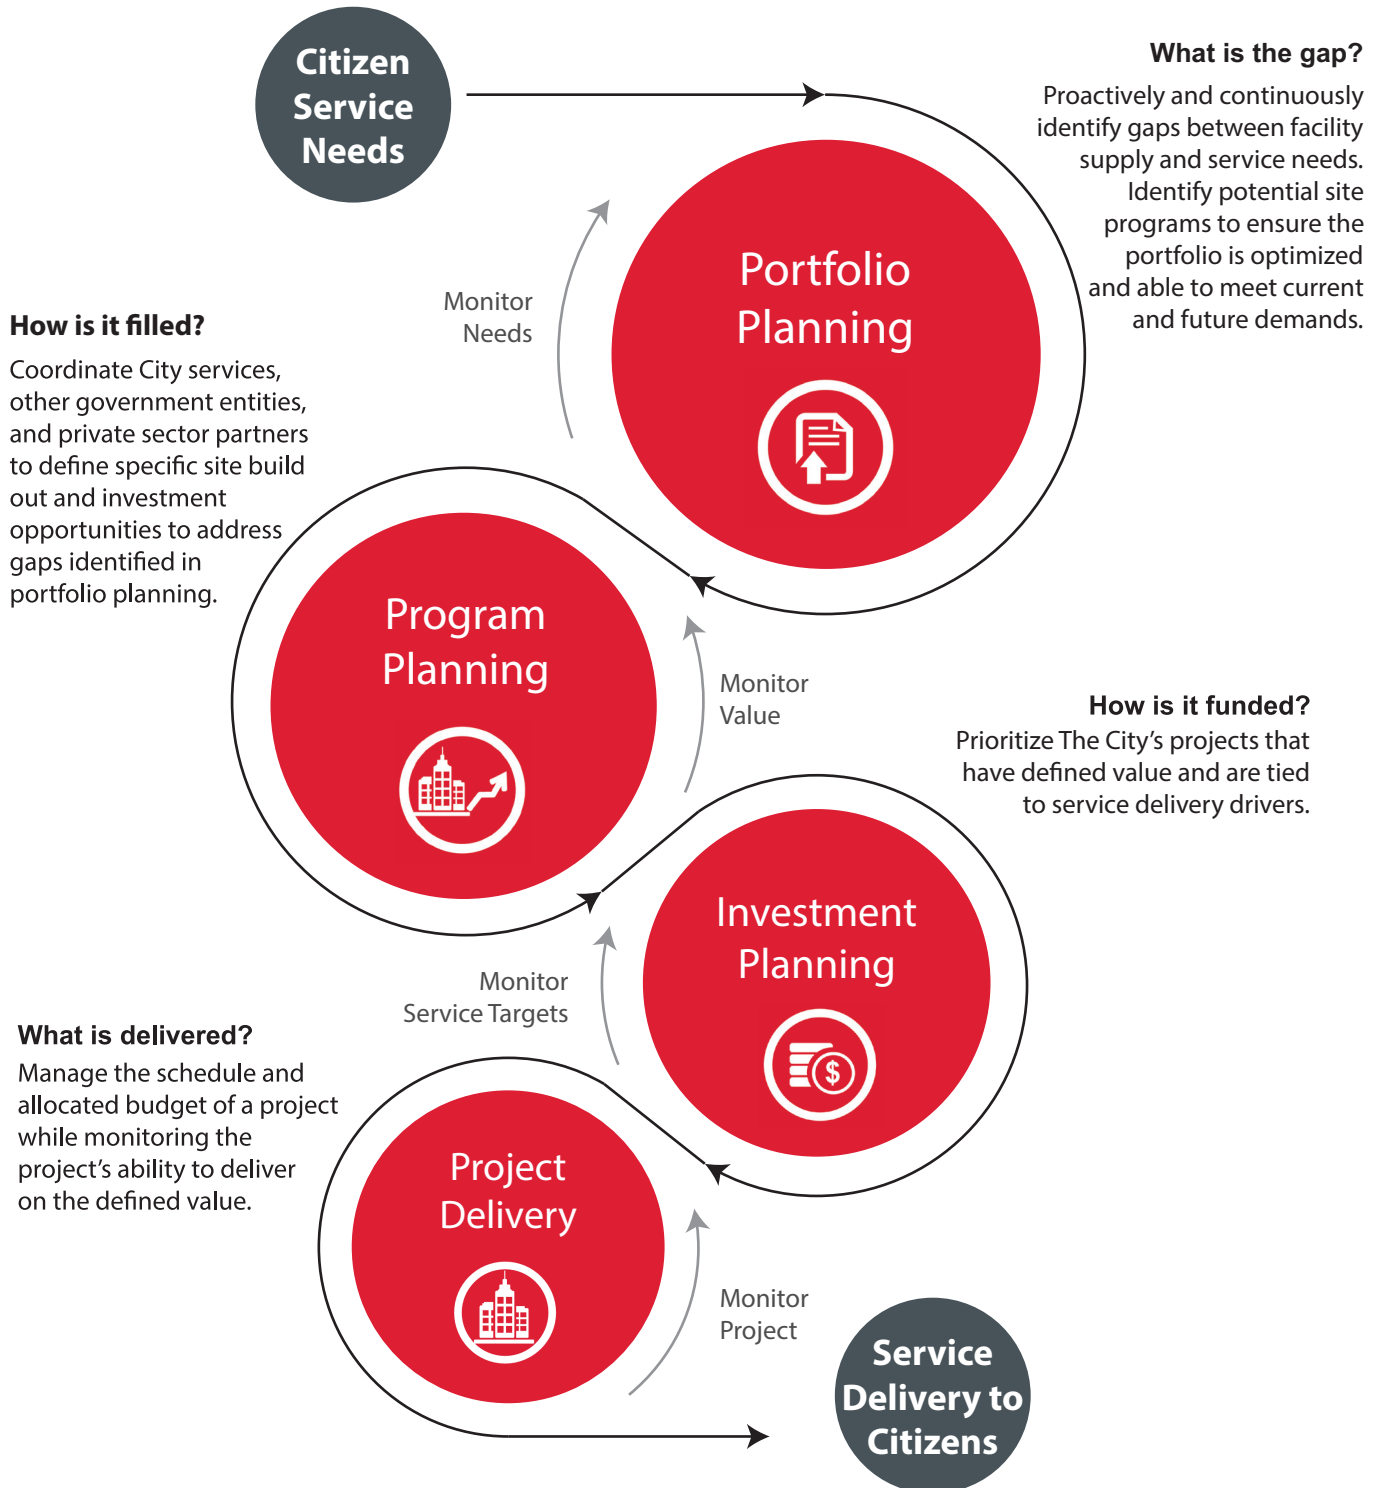 Citizen
Service
Needs
What is the gap?
Proactively and continuously
identify gaps between facility
supply and service needs.
Identify potential site
programs to ensure the
portfolio is optimized
and able to meet current
and future demands.
Portfolio
Planning
Monitor
Needs
How is it filled?
Coordinate City services,
other government entities,
and private sector partners
to define specific site build
out and investment
opportunities to address
gaps identified in
portfolio planning.
Program
Planning
Monitor
Value
How is it funded?
Prioritize The City’s projects that
have defined value and are tied
to service delivery drivers.
Investment
Planning
$
Monitor
Service Targets
What is delivered?
Manage the schedule and
allocated budget of a project
while monitoring the
project’s ability to deliver
on the defined value.
Project
Delivery
Monitor
Project
Service
Delivery to
Citizens